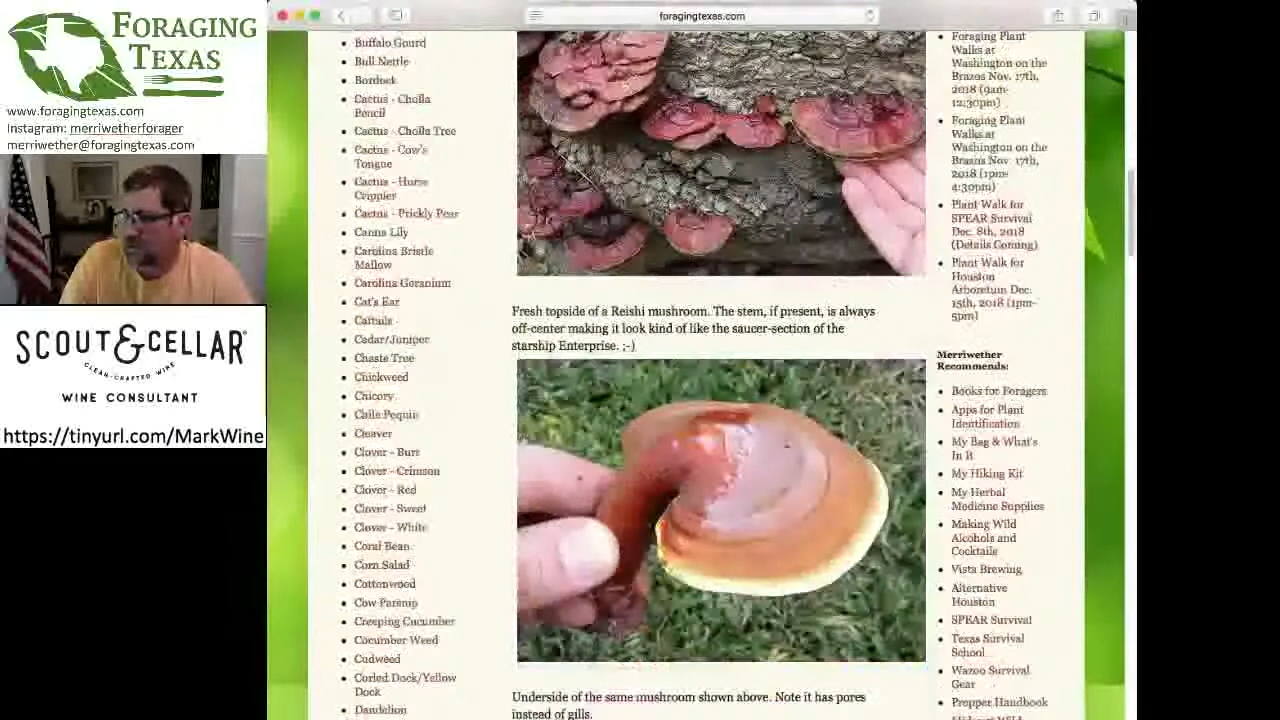 FORAGING
TEXAS
www.foragingtexas.com
Instagram: merriwetherforager
merriwether@foragingtexas.com
SCOUT & CELLAR®
CLEAN-CRAFTED WINE
WINE CONSULTANT
https://tinyurl.com/MarkWine
foragingtexas.com
Buffalo Gourd
Bull Nettle
Burdock
Cactus - Cholla
Pencil
Cactus - Cholla Tree
Cactus - Cow's
Tongue
Cactus - Horse
Crippler
Cactus - Prickly Pear
Canna Lily
Carolina Bristle
Mallow
Carolina Geranium
Cat's Ear
Cattails
Cedar/Juniper
Chaste Tree
Chickweed
Chicory
Chile Pequin
Cleaver
Clover - Burr
Clover - Crimson
Clover - Red
Clover - Sweet
Clover - White
Coral Bean
Corn Salad
Cottonwood
Cow Parsnip
Creeping Cucumber
Cucumber Weed
Cudweed
Curled Dock/Yellow
Dock
Dandelion
Fresh topside of a Reishi mushroom. The stem, if present, is always
off-center making it look kind of like the saucer-section of the
starship Enterprise. ;-)
Underside of the same mushroom shown above. Note it has pores
instead of gills.
Foraging Plant
Walks at
Washington on the
Brazos Nov. 17th,
2018 (9am-
12:30pm)
Foraging Plant
Walks at
Washington on the
Brazos Nov. 17th,
2018 (1pm-
4:30pm)
Plant Walk for
SPEAR Survival
Dec. 8th, 2018
(Details Coming)
Plant Walk for
Houston
Arboretum Dec.
15th, 2018 (1pm-
5pm)
Merriwether
Recommends:
Books for Foragers
Apps for Plant
Identification
My Bag & What's
In It
My Hiking Kit
My Herbal
Medicine Supplies
Making Wild
Alcohols and
Cocktails
Vista Brewing
Alternative
Houston
SPEAR Survival
Texas Survival
School
Wazoo Survival
Gear
Prepper Handbook